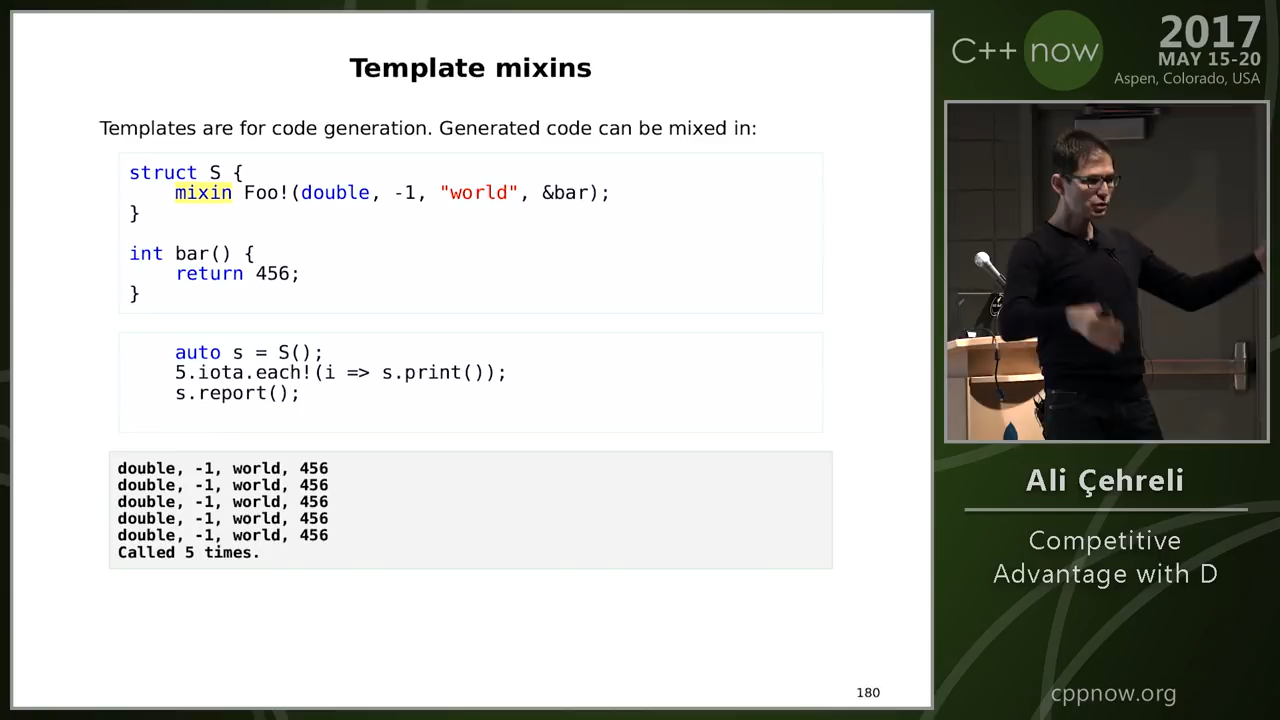 Template mixins
Templates are for code generation. Generated code can be mixed in:
struct S {
    mixin Foo!(double, -1, "world", &bar);
}
int bar() {
    return 456;
}
    auto s = S();
    5.iota.each!(i => s.print());
    s.report();
double, -1, world, 456
double, -1, world, 456
double, -1, world, 456
double, -1, world, 456
double, -1, world, 456
Called 5 times.
180
C++ now
2017
MAY 15-20
Aspen, Colorado, USA
Ali Çehreli
Competitive
Advantage with D
cppnow.org